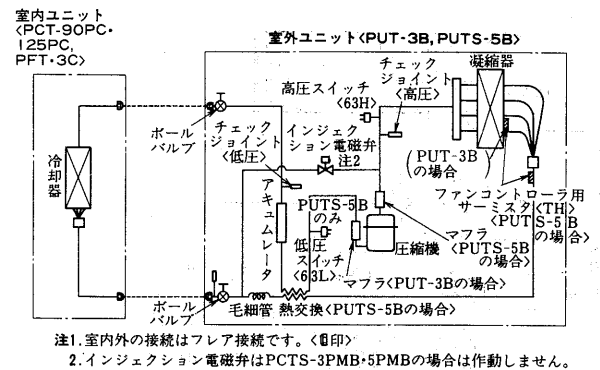 室内ユニット
〈PCT-90PC・
125PC,
PFT・3C〉
室外ユニット〈PUT-3B, PUTS-5B〉
チェック
ジョイント
〈高圧〉
凝縮器
高圧スイッチ
〈63H〉
ボール
バルブ
チェック
ジョイント
〈低圧〉
インジェ
クション電磁弁
注2
(PUT-3B
の場合)
冷却器
アキュムレータ
ファンコントローラ用
サーミスタ〈TH〉
〈PUTS-5B
の場合〉
PUTS-5B
のみ
低圧
スイッチ
〈63L〉
圧縮機
マフラ
〈PUTS-5B
の場合〉
マフラ〈PUT-3Bの場合〉
ボール
バルブ
毛細管
熱交換〈PUTS-5Bの場合〉
注1.室内外の接続はフレア接続です。〈印〉
2.インジェクション電磁弁はPCTS-3PMB・5PMBの場合は作動しません。